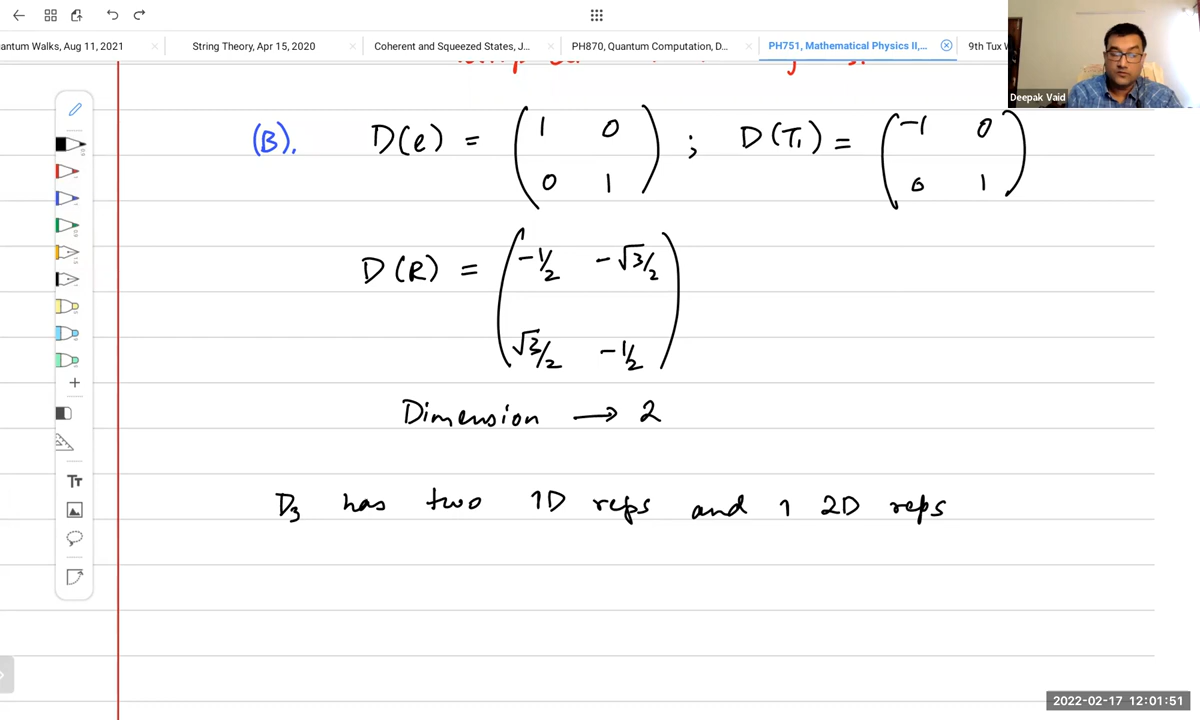 antum Walks, Aug 11, 2021 × String Theory, Apr 15, 2020 × Coherent and Squeezed States, J... × PH870, Quantum Computation, D... × PH751, Mathematical Physics II,... 9th Tux W
Deepak Vaid
(B). D(e) = ( 1 0 ; 0 1 ) ; D(T₁) = ( -1 0 ; 0 1 )
D(R) = ( -1/2 -√3/2 ; √3/2 -1/2 )
Dimension → 2
D₃ has two 1D reps and 1 2D reps
Tт
2022-02-17 12:01:51